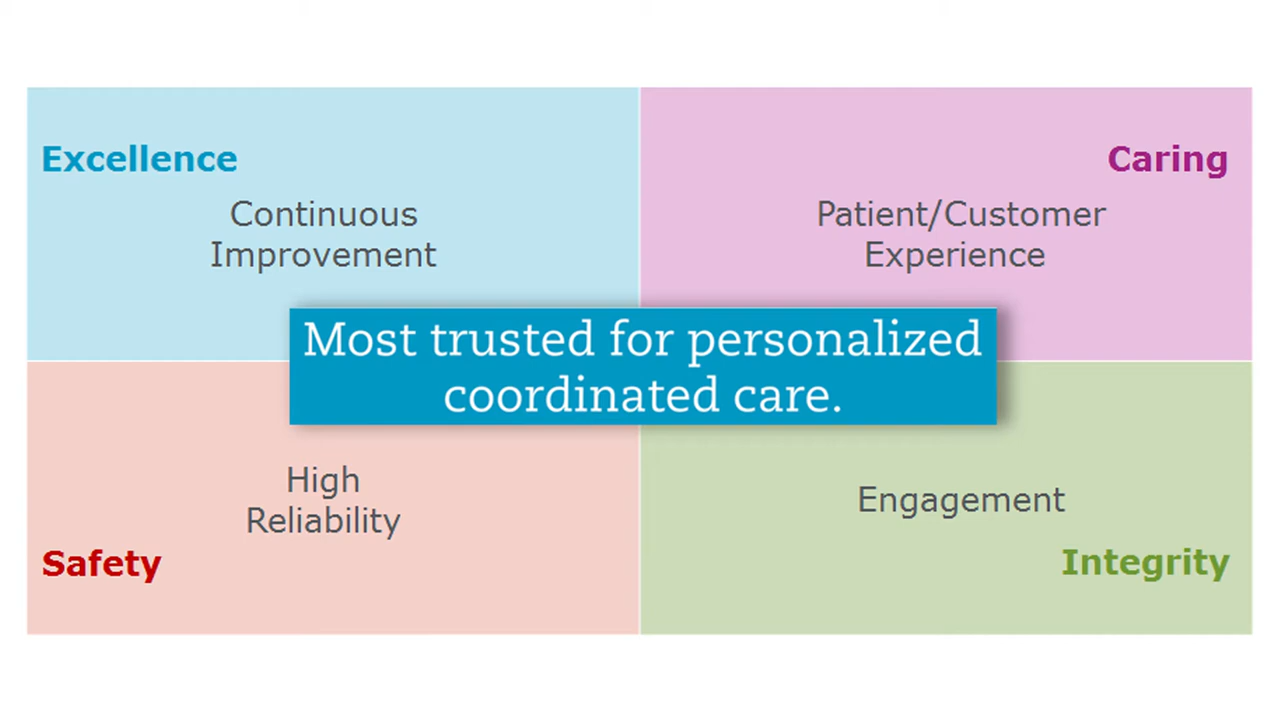 Excellence
Continuous
Improvement
Caring
Patient/Customer
Experience
Most trusted for personalized
coordinated care.
High
Reliability
Safety
Engagement
Integrity